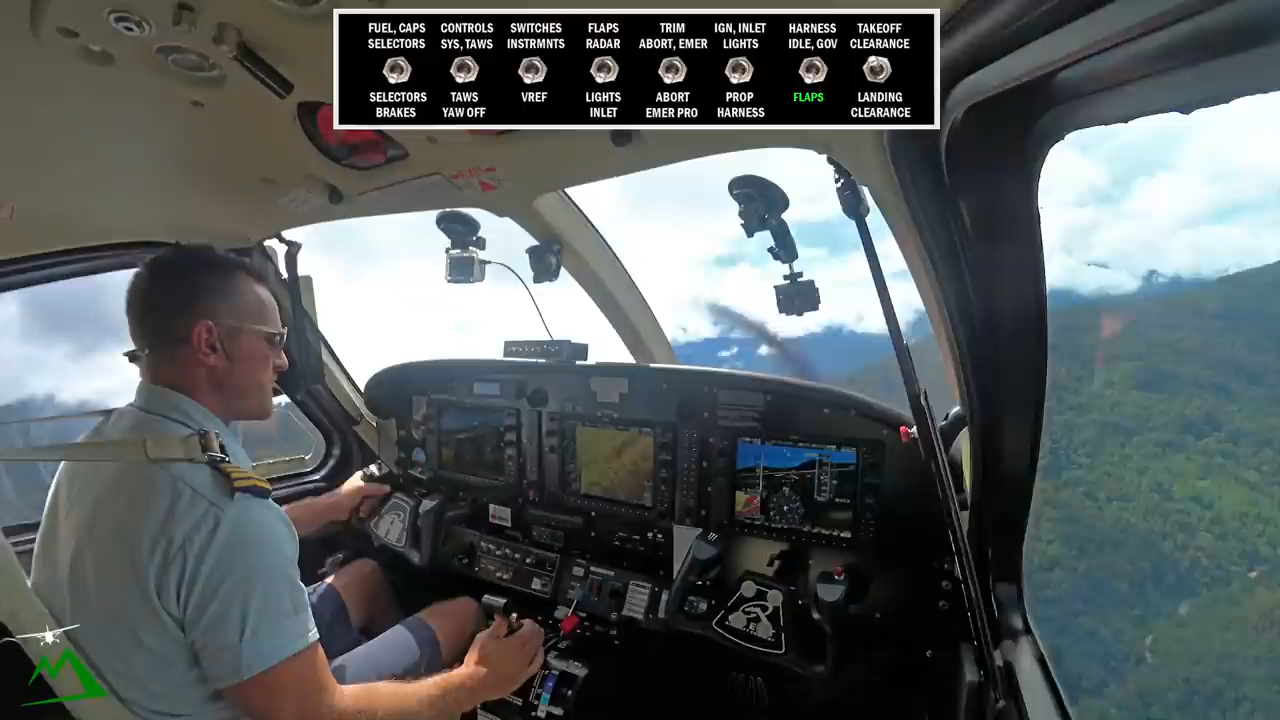 FUEL, CAPS
SELECTORS
CONTROLS
SYS, TAWS
SWITCHES
INSTRMNTS
FLAPS
RADAR
TRIM
ABORT, EMER
IGN, INLET
LIGHTS
HARNESS
IDLE, GOV
TAKEOFF
CLEARANCE
SELECTORS
BRAKES
TAWS
YAW OFF
VREF
LIGHTS
INLET
ABORT
EMER PRO
PROP
HARNESS
FLAPS
LANDING
CLEARANCE